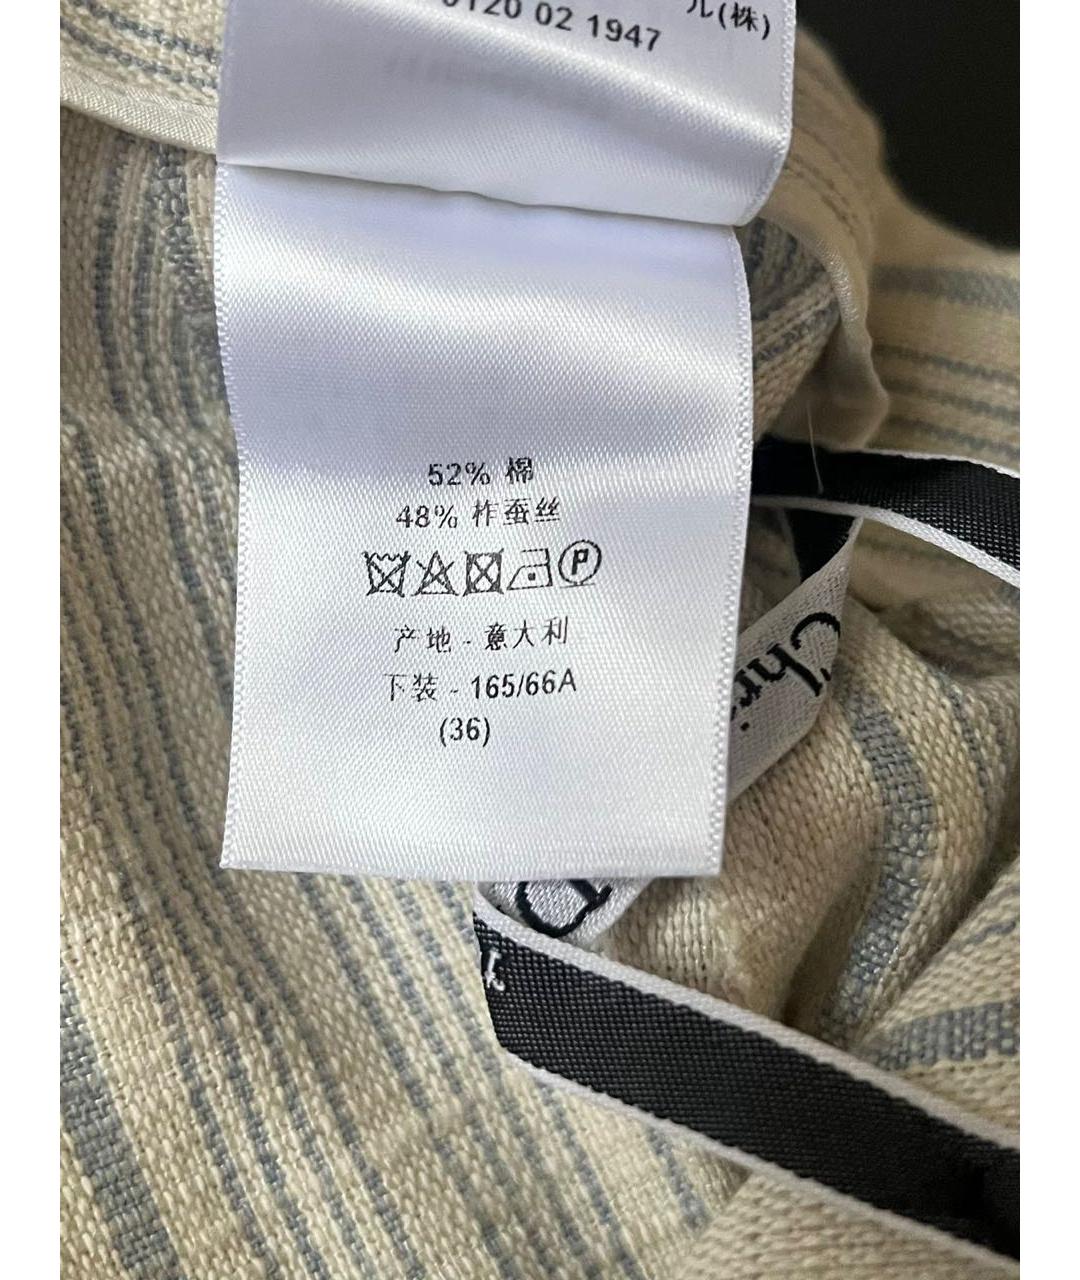 ル(株)
0120 02 1947
52% 棉
48% 柞蚕丝
P
产地 - 意大利
下装 - 165/66A
(36)
Chri
D